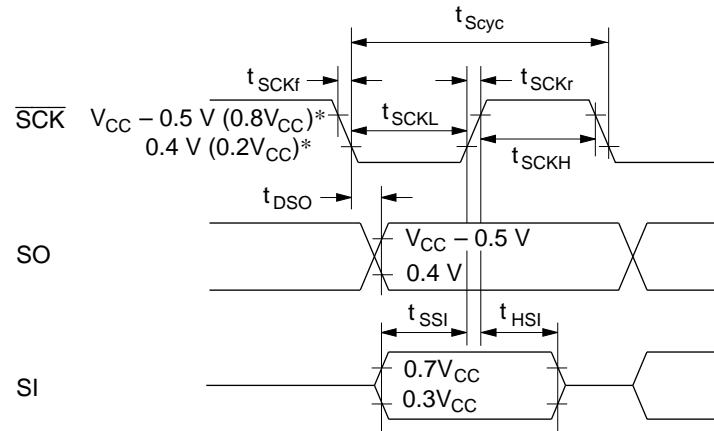 tScyc
tSCKf
tSCKr
SCK
VCC – 0.5 V (0.8VCC)*
tSCKL
0.4 V (0.2VCC)*
tSCKH
tDSO
SO
VCC – 0.5 V
0.4 V
tSSI
tHSI
SI
0.7VCC
0.3VCC